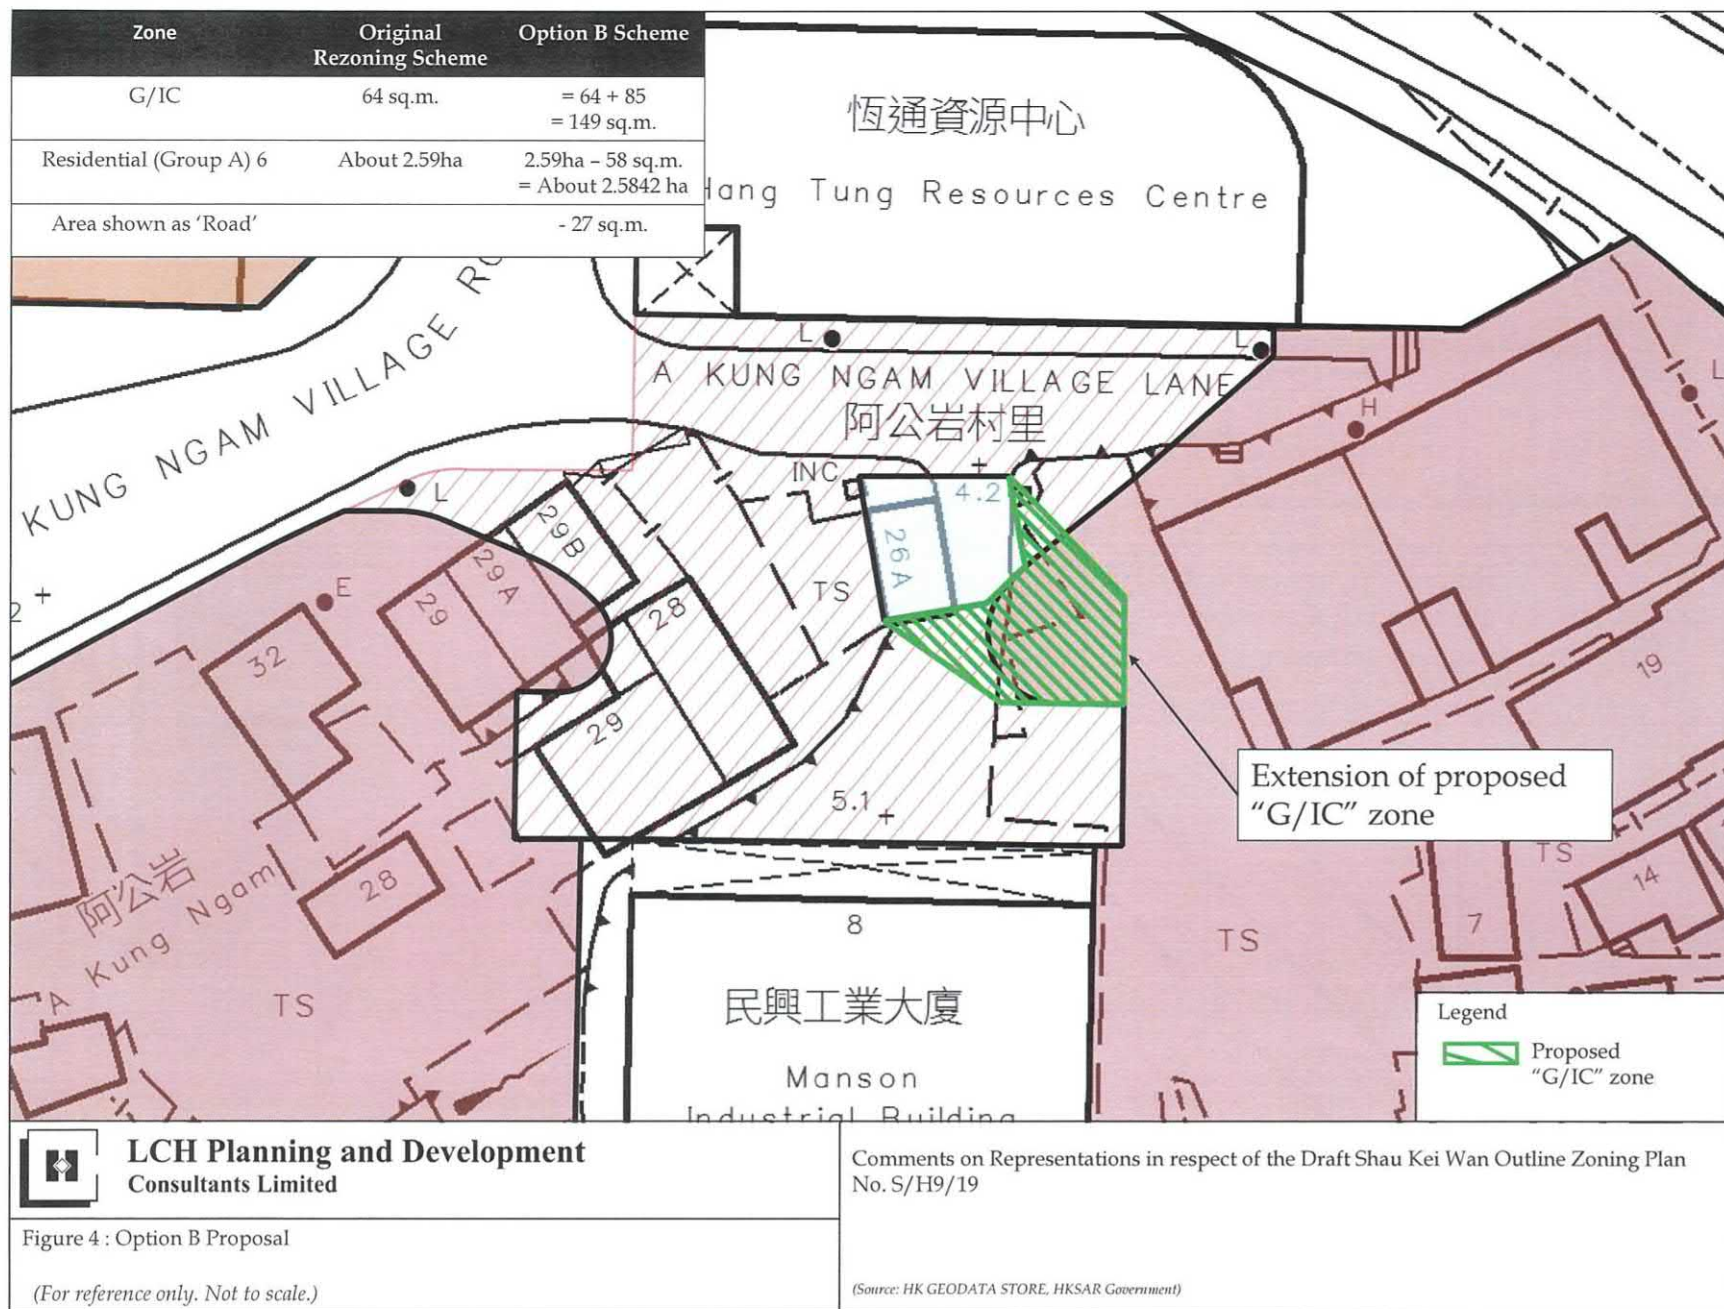 Zone Original Rezoning Scheme Option B Scheme
G/IC 64 sq.m. = 64 + 85
= 149 sq.m.
Residential (Group A) 6 About 2.59ha 2.59ha – 58 sq.m.
= About 2.5842 ha
Area shown as 'Road' - 27 sq.m.
恆通資源中心
Hang Tung Resources Centre
KUNG NGAM VILLAGE
L
L
A KUNG NGAM VILLAGE LANE
阿公岩村里
L
H
INC
4.2
L
29B
29A
29
26A
TS
28
E
2
32
29
19
5.1
Extension of proposed
“G/IC” zone
阿公岩
A Kung Ngam
28
TS
TS
TS
14
7
8
民興工業大廈
Manson
Industrial Building
Legend
Proposed
“G/IC” zone
LCH Planning and Development
Consultants Limited
Figure 4 : Option B Proposal
(For reference only. Not to scale.)
Comments on Representations in respect of the Draft Shau Kei Wan Outline Zoning Plan
No. S/H9/19
(Source: HK GEODATA STORE, HKSAR Government)